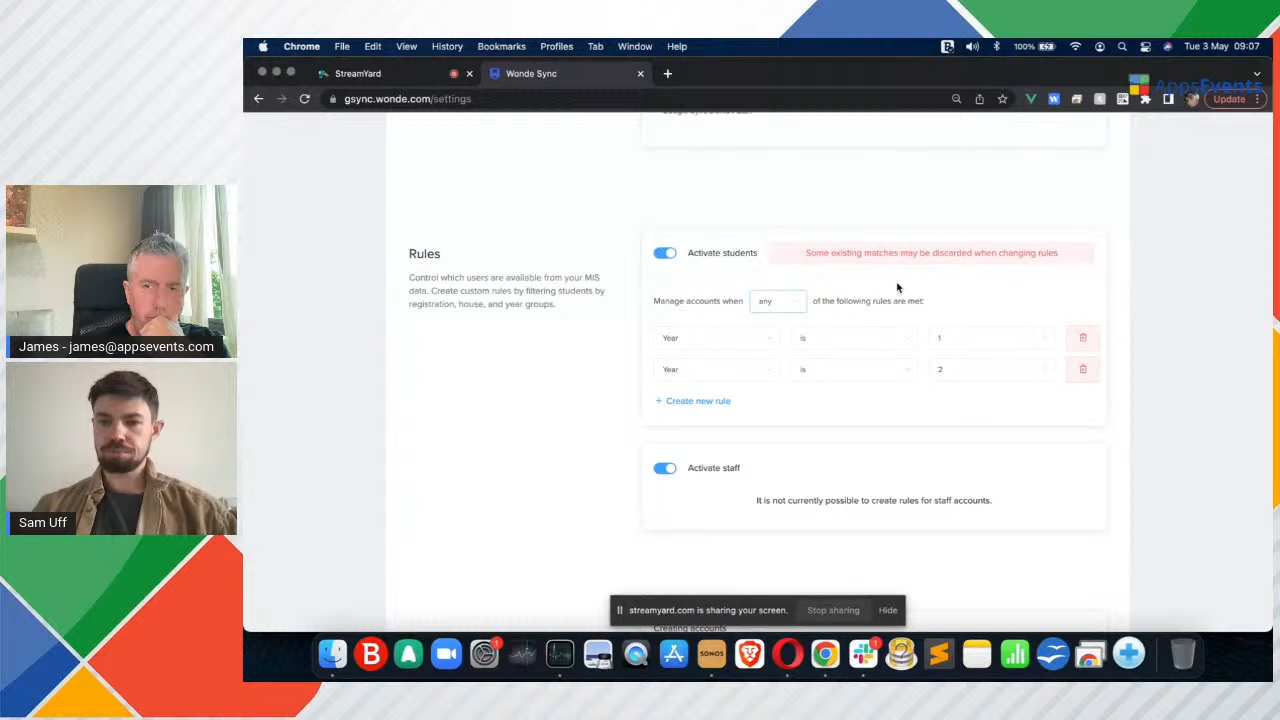 Chrome File Edit View History Bookmarks Profiles Tab Window Help 100% Tue 3 May 09:07
StreamYard
Wonde Sync
AppsEvents
gsync.wonde.com/settings
Update
Rules
Control which users are available from your MIS
data. Create custom rules by filtering students by
registration, house, and year groups.
Activate students
Some existing matches may be discarded when changing rules
Manage accounts when any of the following rules are met:
Year is 1
Year is 2
+ Create new rule
Activate staff
It is not currently possible to create rules for staff accounts.
James - james@appsevents.com
Sam Uff
streamyard.com is sharing your screen. Stop sharing Hide
Creating accounts
SONOS